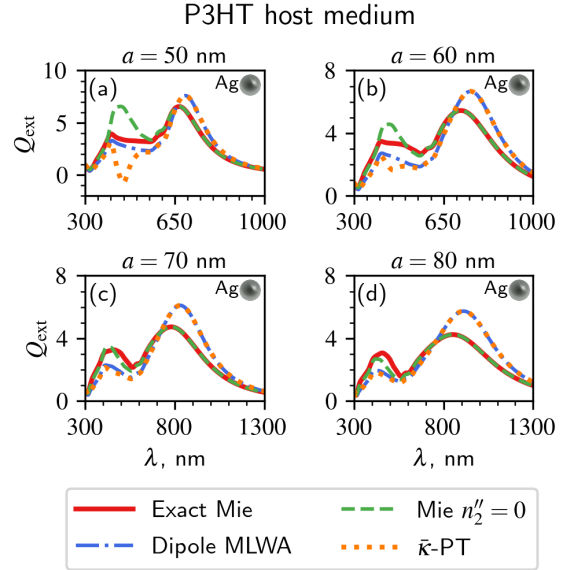 P3HT host medium
a = 50 nm
a = 60 nm
Q_ext
10
5
0
(a)
Ag
300
650
1000
8
4
0
(b)
Ag
300
650
1000
a = 70 nm
a = 80 nm
Q_ext
8
4
0
(c)
Ag
300
800
1300
λ, nm
8
4
0
(d)
Ag
300
800
1300
λ, nm
Exact Mie
Dipole MLWA
Mie n₂″ = 0
κ̄-PT